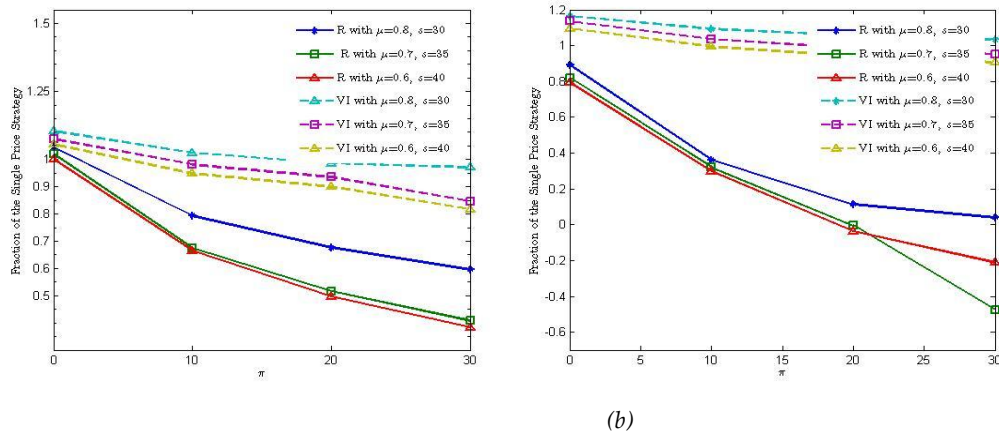 1.5
1.25
1
0.9
0.8
0.7
0.6
0.5
Fraction of the Single Price Strategy
R with μ=0.8, s=30
R with μ=0.7, s=35
R with μ=0.6, s=40
VI with μ=0.8, s=30
VI with μ=0.7, s=35
VI with μ=0.6, s=40
0 10 20 30
π
1.2
1
0.8
0.6
0.4
0.2
0
-0.2
-0.4
-0.6
Fraction of the Single Price Strategy
R with μ=0.8, s=30
R with μ=0.7, s=35
R with μ=0.6, s=40
VI with μ=0.8, s=30
VI with μ=0.7, s=35
VI with μ=0.6, s=40
0 5 10 15 20 25 30
π
(b)